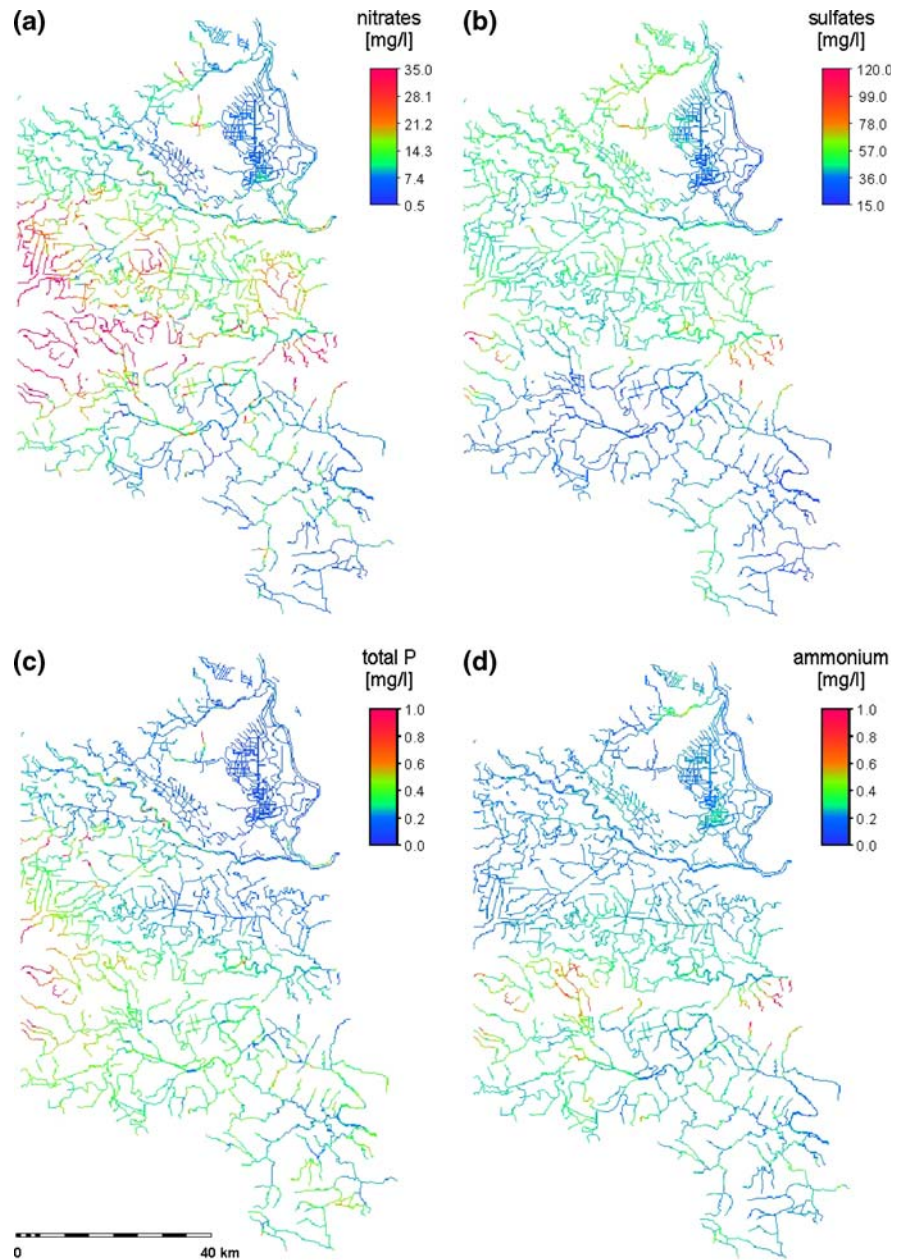 (a)
nitrates
[mg/l]
35.0
28.1
21.2
14.3
7.4
0.5
(b)
sulfates
[mg/l]
120.0
99.0
78.0
57.0
36.0
15.0
(c)
total P
[mg/l]
1.0
0.8
0.6
0.4
0.2
0.0
(d)
ammonium
[mg/l]
1.0
0.8
0.6
0.4
0.2
0.0
0 40 km